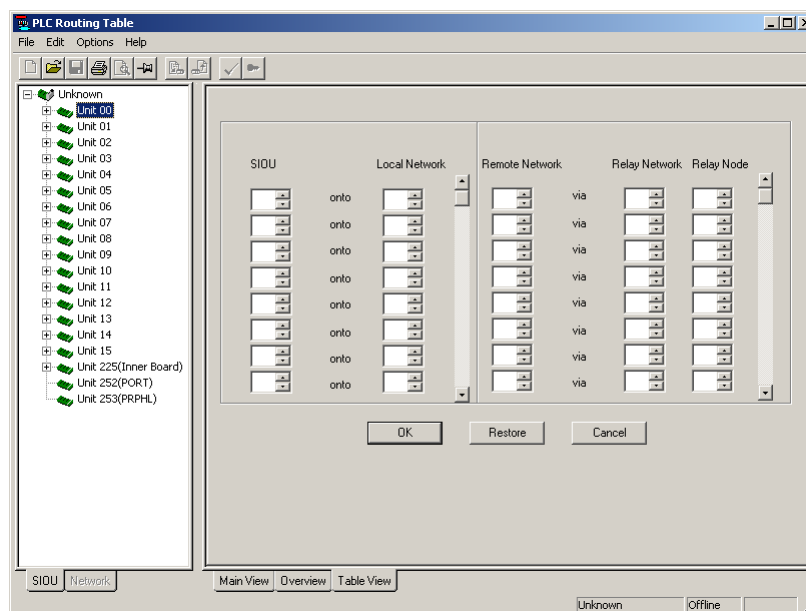 PLC Routing Table
File Edit Options Help
Unknown
Unit 00
Unit 01
Unit 02
Unit 03
Unit 04
Unit 05
Unit 06
Unit 07
Unit 08
Unit 09
Unit 10
Unit 11
Unit 12
Unit 13
Unit 14
Unit 15
Unit 225(Inner Board)
Unit 252(PORT)
Unit 253(PRPHL)
SIOU Network
SIOU Local Network Remote Network Relay Network Relay Node
onto via
onto via
onto via
onto via
onto via
onto via
onto via
onto via
OK Restore Cancel
Main View Overview Table View
Unknown Offline